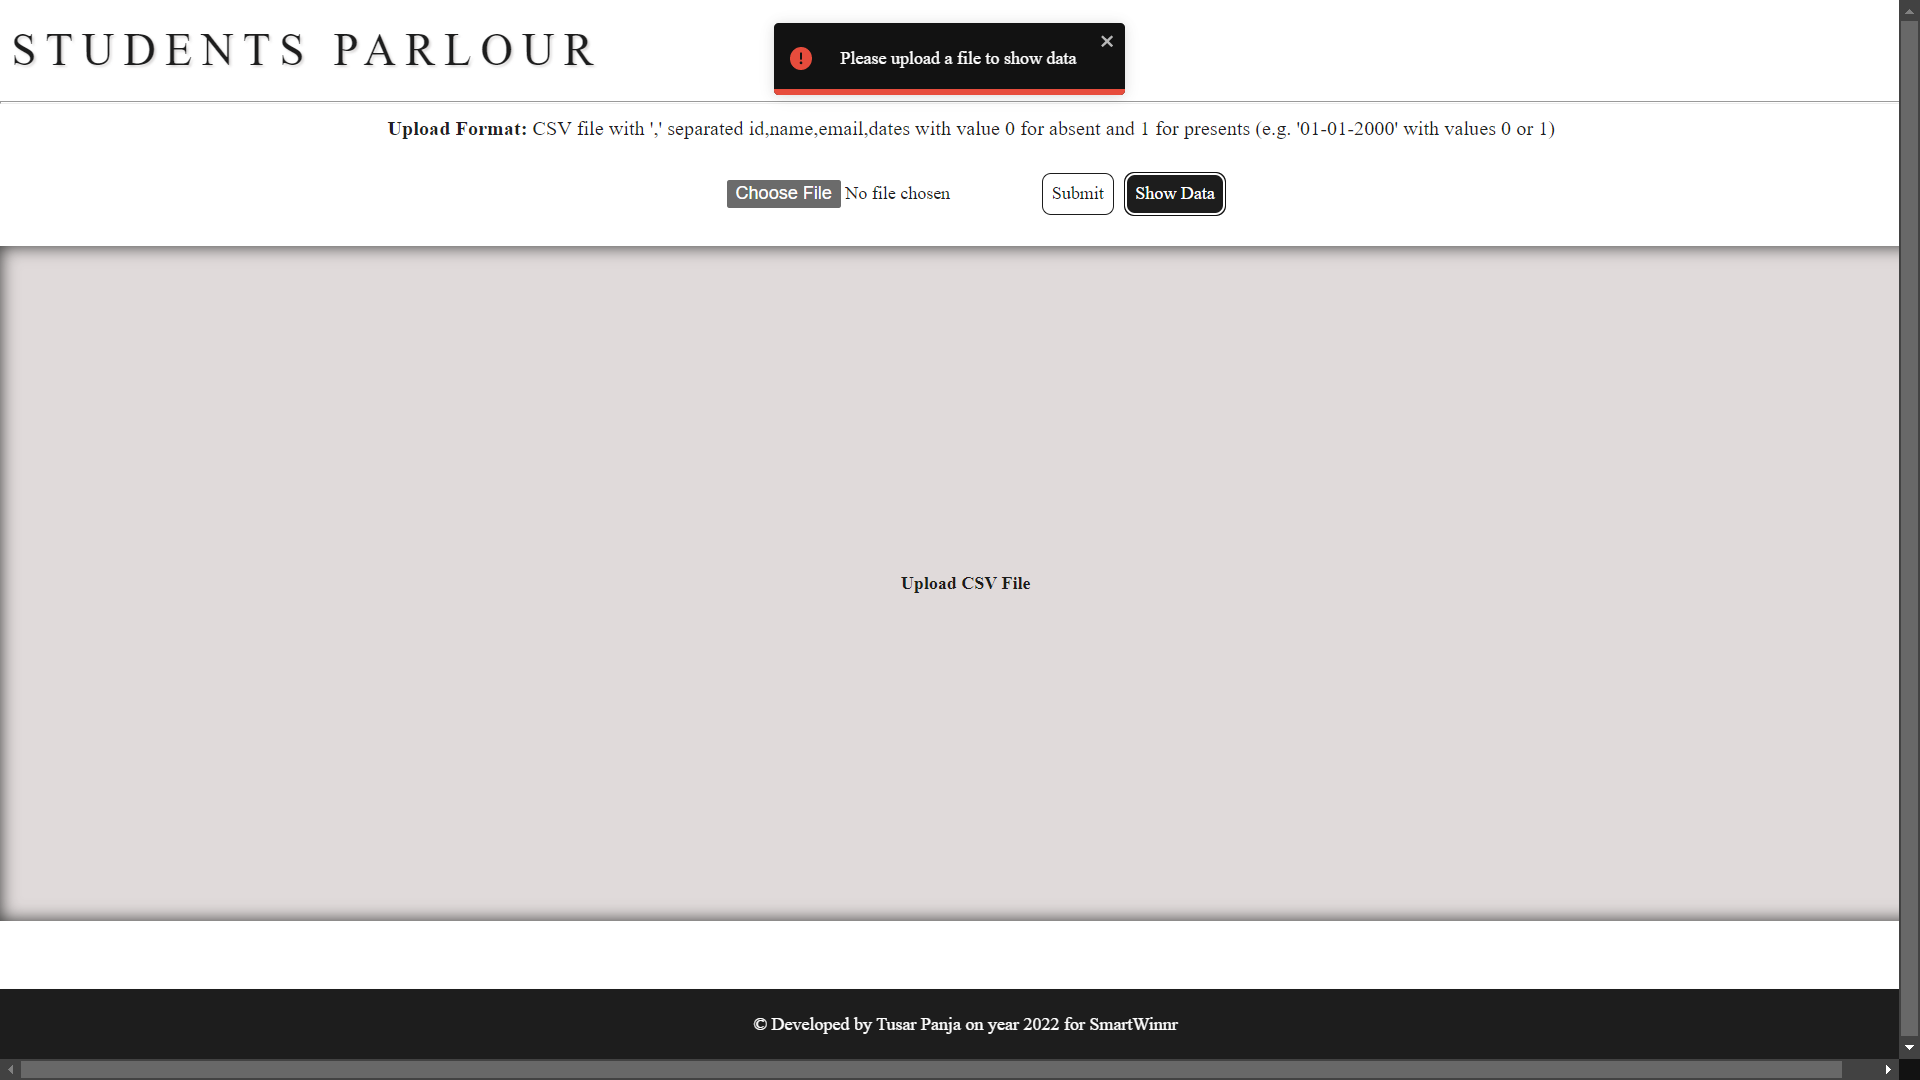 STUDENTS PARLOUR
Please upload a file to show data
Upload Format: CSV file with ',' separated id,name,email,dates with value 0 for absent and 1 for presents (e.g. '01-01-2000' with values 0 or 1)
Choose File No file chosen
Submit
Show Data
Upload CSV File
© Developed by Tusar Panja on year 2022 for SmartWinnr